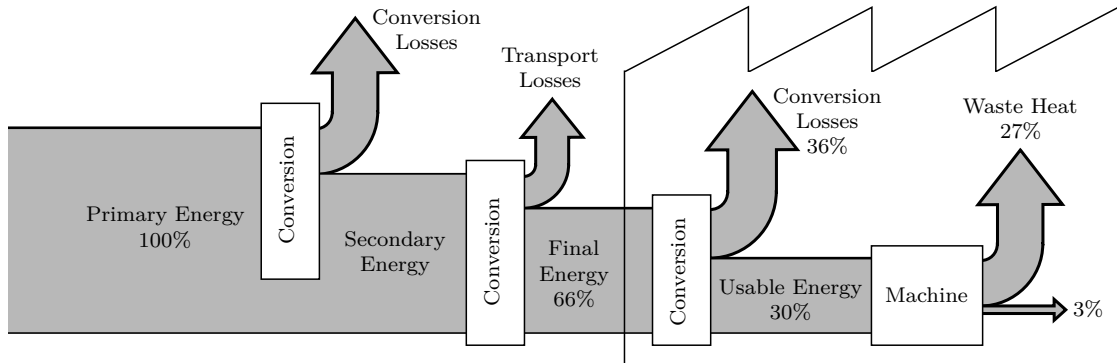 Conversion
Losses
Transport
Losses
Conversion
Losses
36%
Waste Heat
27%
Primary Energy
100%
Conversion
Secondary
Energy
Conversion
Final
Energy
66%
Conversion
Usable Energy
30%
Machine
3%